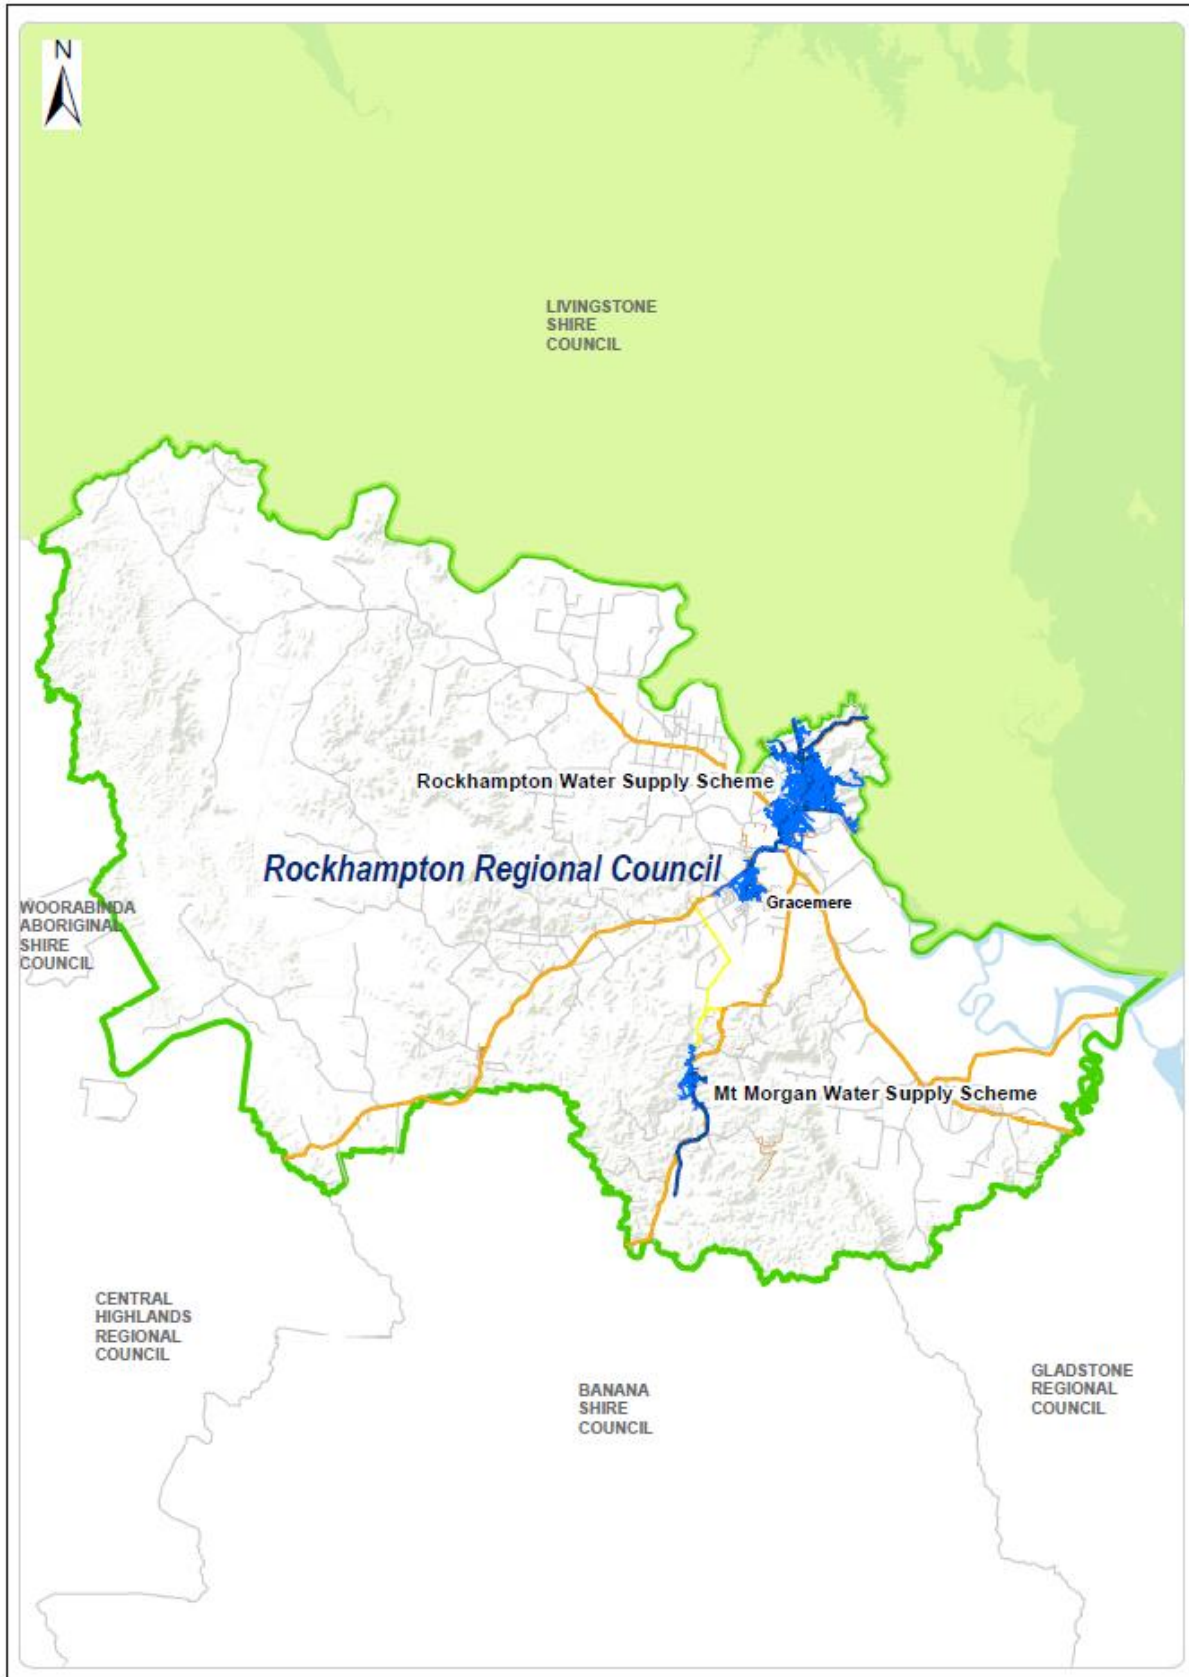 N
LIVINGSTONE
SHIRE
COUNCIL
Rockhampton Water Supply Scheme
Rockhampton Regional Council
Gracemere
WOORABINDA
ABORIGINAL
SHIRE
COUNCIL
Mt Morgan Water Supply Scheme
CENTRAL
HIGHLANDS
REGIONAL
COUNCIL
BANANA
SHIRE
COUNCIL
GLADSTONE
REGIONAL
COUNCIL